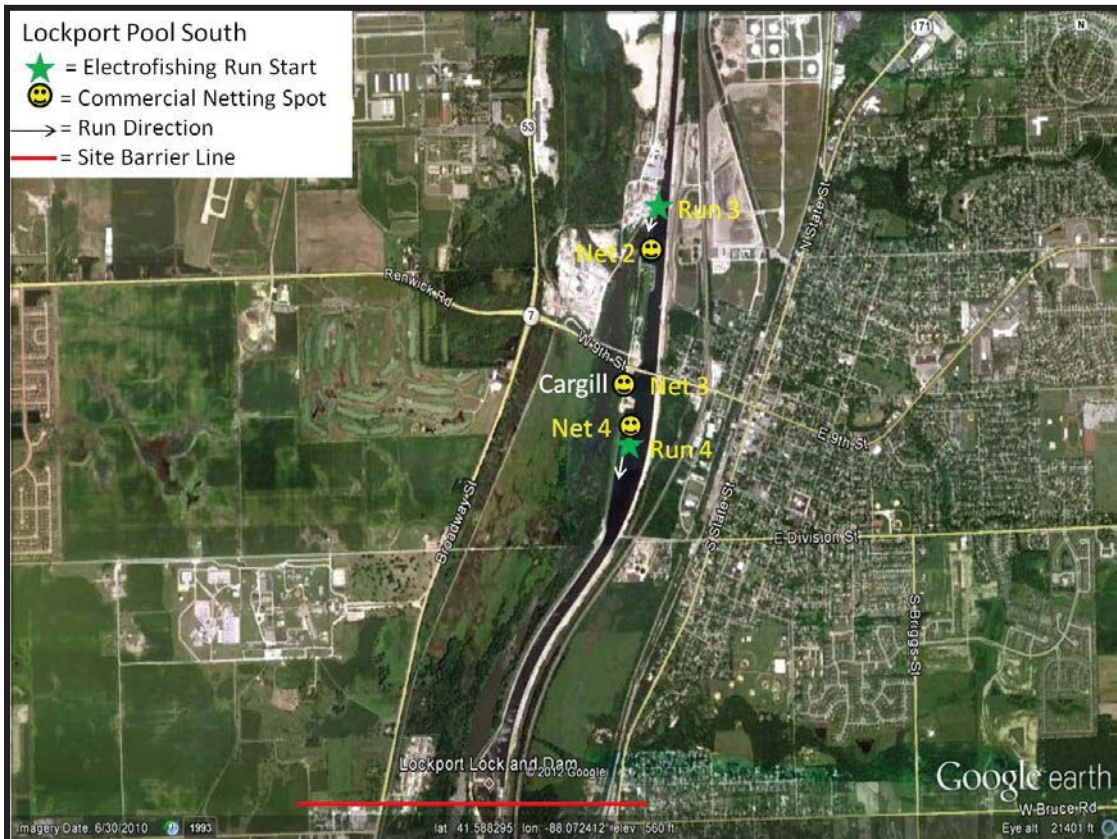 Lockport Pool South
= Electrofishing Run Start
= Commercial Netting Spot
= Run Direction
= Site Barrier Line
171
N
53
Run 3
N State St
Net 2
Renwick Rd
7
W 9th St
Cargill
Net 3
Net 4
Run 4
E 9th St
Broadway St
S State St
E Division St
S Briggs St
Lockport Lock and Dam
© 2012 Google
Google earth
W Bruce Rd
Imagery Date: 6/30/2010
1993
lat 41.588295 lon -88.072412 elev 560 ft
Eye alt 21401 ft